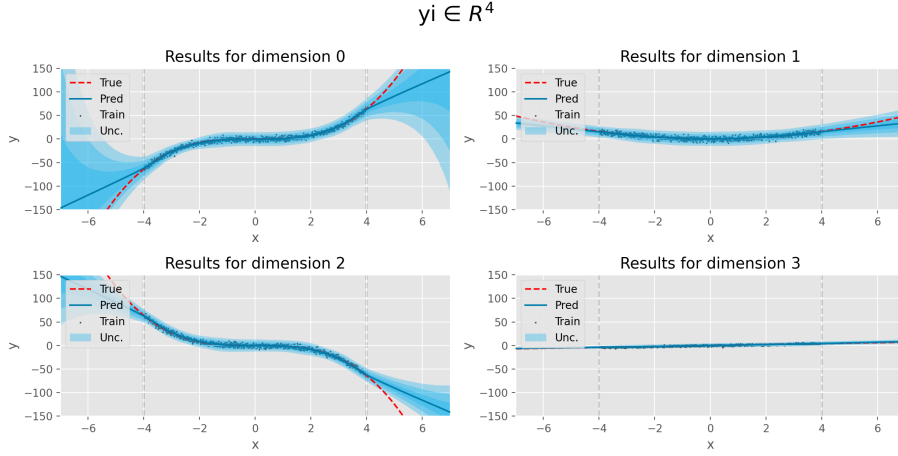 yi ∈ R⁴
Results for dimension 0
150
100
50
0
−50
−100
−150
y
True
Pred
Train
Unc.
−6
−4
−2
0
2
4
6
x
Results for dimension 1
150
100
50
0
−50
−100
−150
y
True
Pred
Train
Unc.
−6
−4
−2
0
2
4
6
x
Results for dimension 2
150
100
50
0
−50
−100
−150
y
True
Pred
Train
Unc.
−6
−4
−2
0
2
4
6
x
Results for dimension 3
150
100
50
0
−50
−100
−150
y
True
Pred
Train
Unc.
−6
−4
−2
0
2
4
6
x